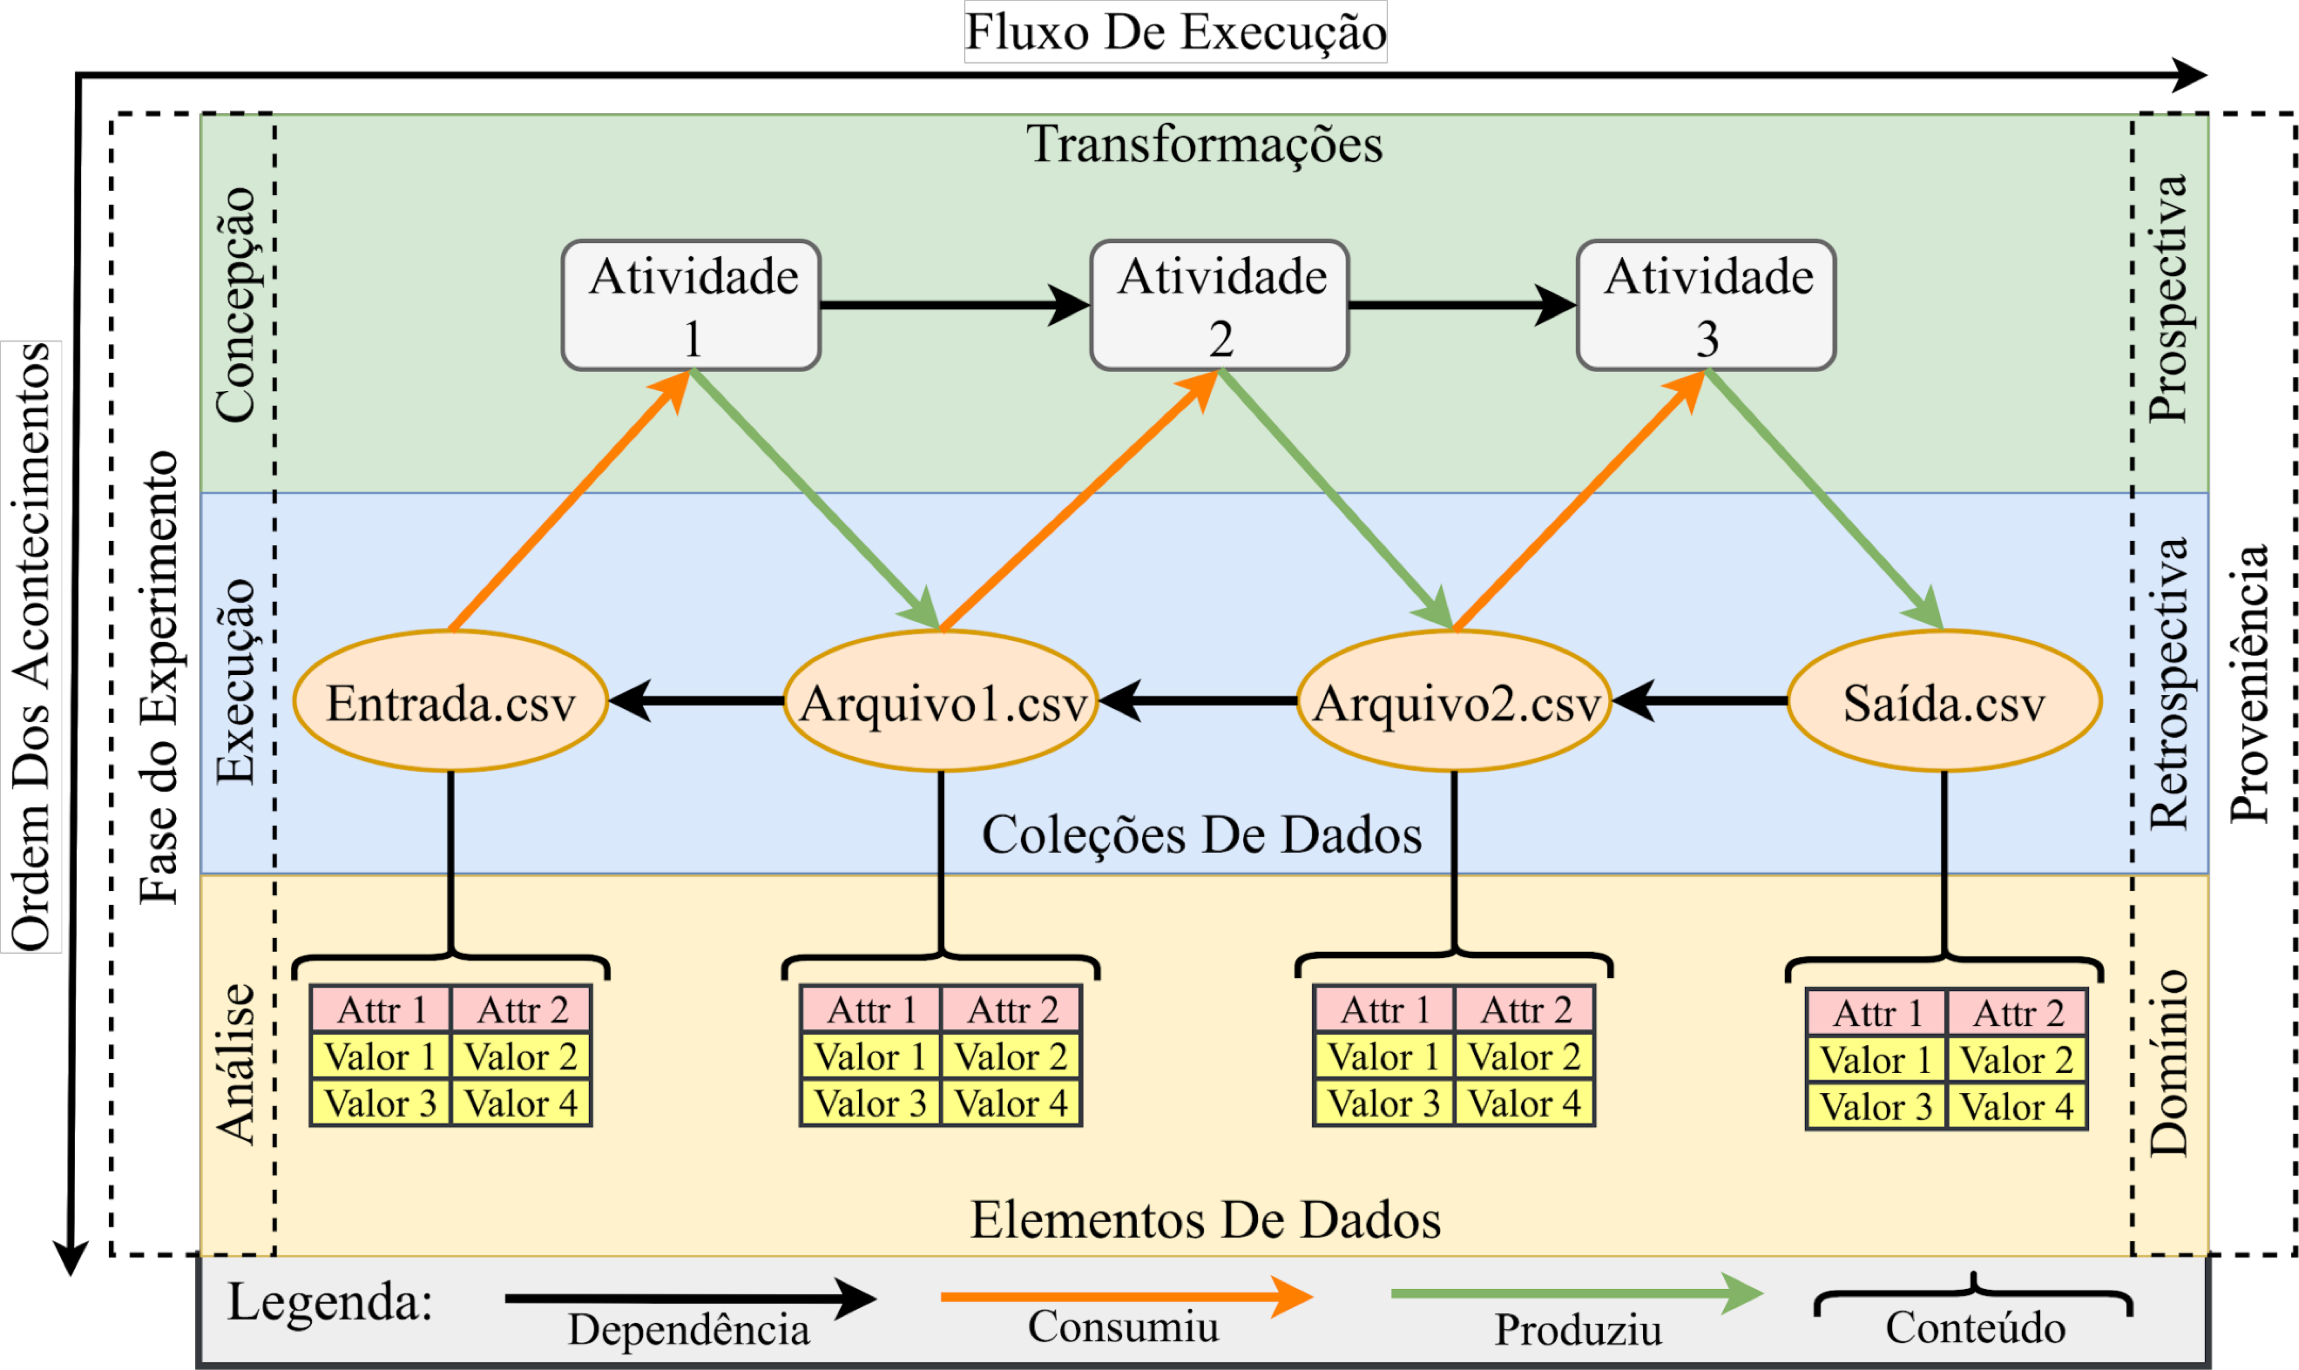 Fluxo De Execução
Ordem Dos Acontecimentos
Fase do Experimento
Concepção
Transformações
Prospectiva
Atividade
1
Atividade
2
Atividade
3
Execução
Entrada.csv
Arquivo1.csv
Arquivo2.csv
Saída.csv
Coleções De Dados
Retrospectiva
Proveniência
Análise
Attr 1 Attr 2
Valor 1 Valor 2
Valor 3 Valor 4
Attr 1 Attr 2
Valor 1 Valor 2
Valor 3 Valor 4
Attr 1 Attr 2
Valor 1 Valor 2
Valor 3 Valor 4
Attr 1 Attr 2
Valor 1 Valor 2
Valor 3 Valor 4
Domínio
Elementos De Dados
Legenda:
Dependência
Consumiu
Produziu
Conteúdo